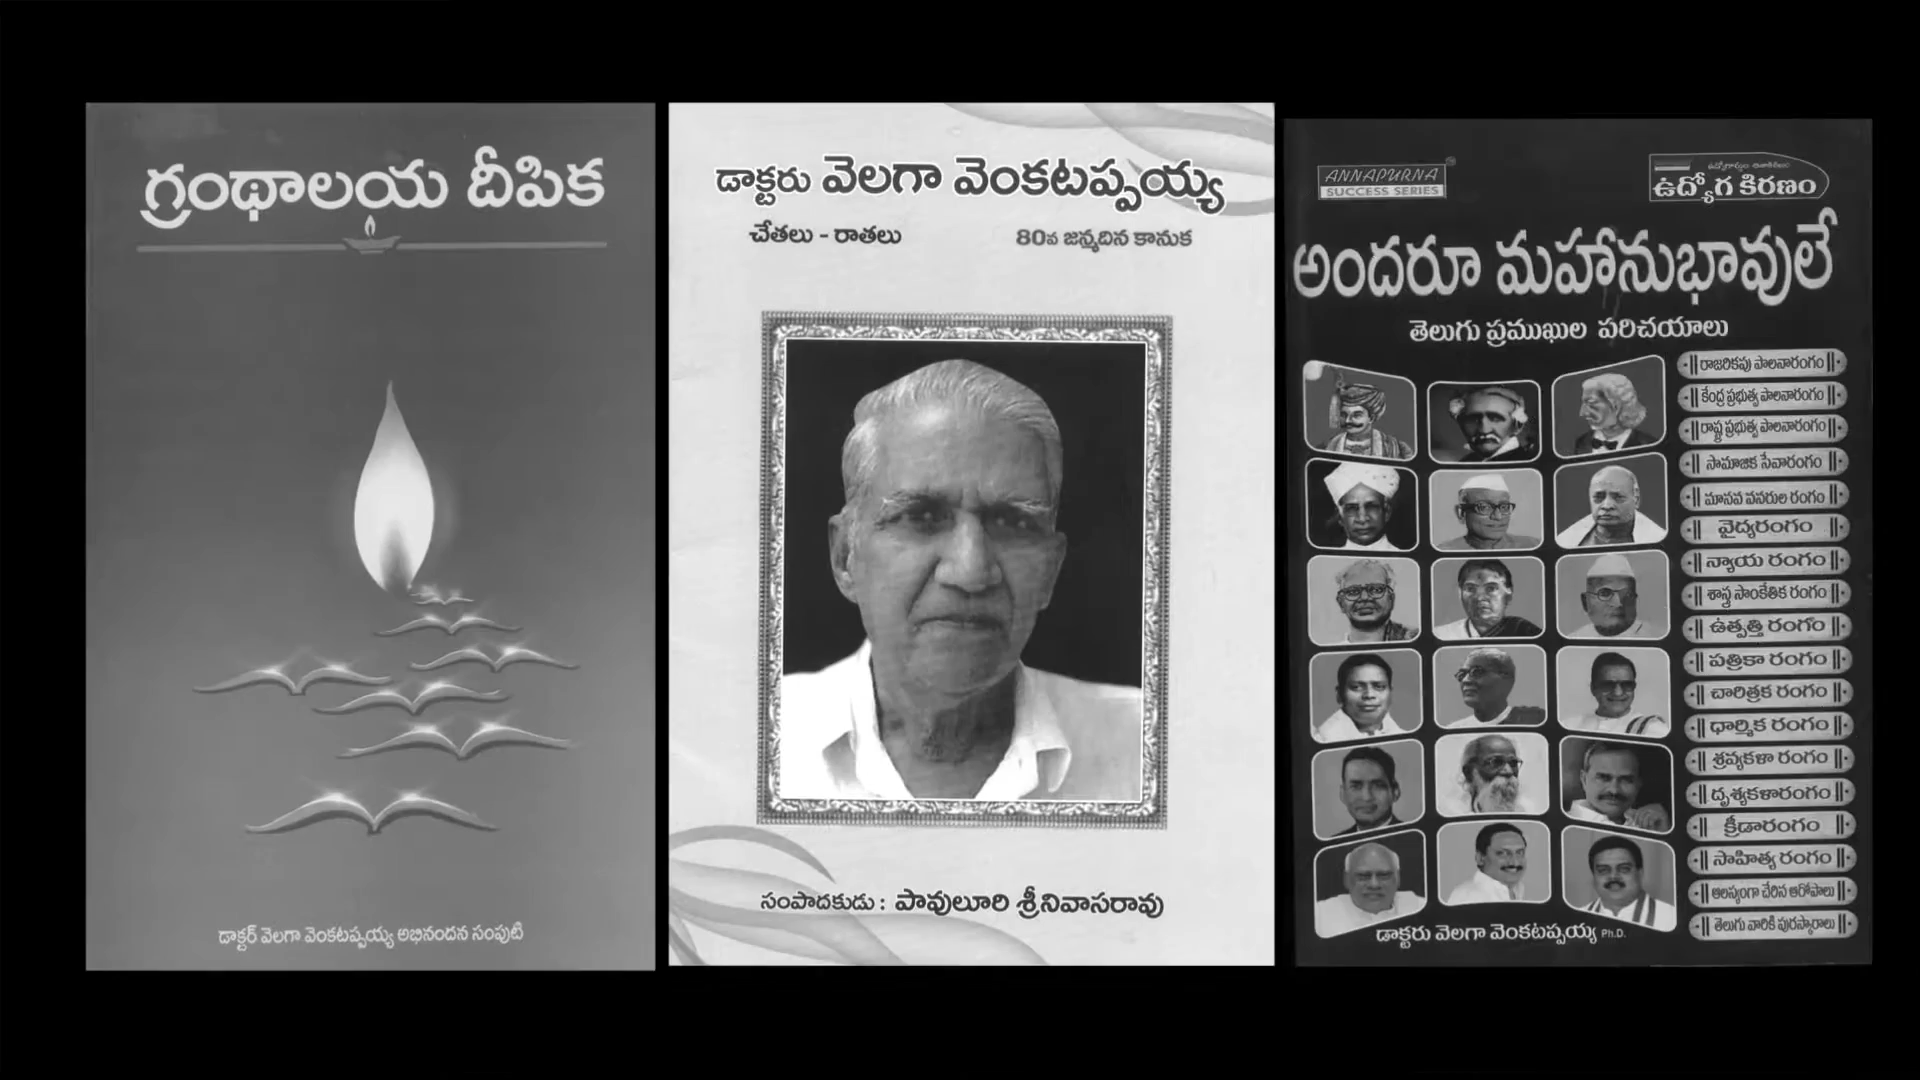 గ్రంథాలయ దీపిక
డాక్టర్ వెలగా వెంకటప్పయ్య అభినందన సంపుటి
డాక్టరు వెలగా వెంకటప్పయ్య
చేతలు - రాతలు
80వ జన్మదిన కానుక
సంపాదకుడు : పావులూరి శ్రీనివాసరావు
ANNAPURNA
SUCCESS SERIES
ఉద్యోగ కిరణం
అందరూ మహానుభావులే
తెలుగు ప్రముఖుల పరిచయాలు
రాజరికపు పాలనారంగం
కేంద్ర ప్రభుత్వ పాలనారంగం
రాష్ట్ర ప్రభుత్వ పాలనారంగం
సామాజిక సేవారంగం
మానవ వనరుల రంగం
వైద్యరంగం
న్యాయ రంగం
శాస్త్ర సాంకేతిక రంగం
ఉత్పత్తి రంగం
పత్రికా రంగం
చారిత్రక రంగం
ధార్మిక రంగం
శ్రవ్యకళా రంగం
దృశ్యకళారంగం
క్రీడారంగం
సాహిత్య రంగం
ఆలస్యంగా చేరిన ఆరోపాలు
తెలుగు వారికి పురస్కారాలు
డాక్టరు వెలగా వెంకటప్పయ్య Ph.D.